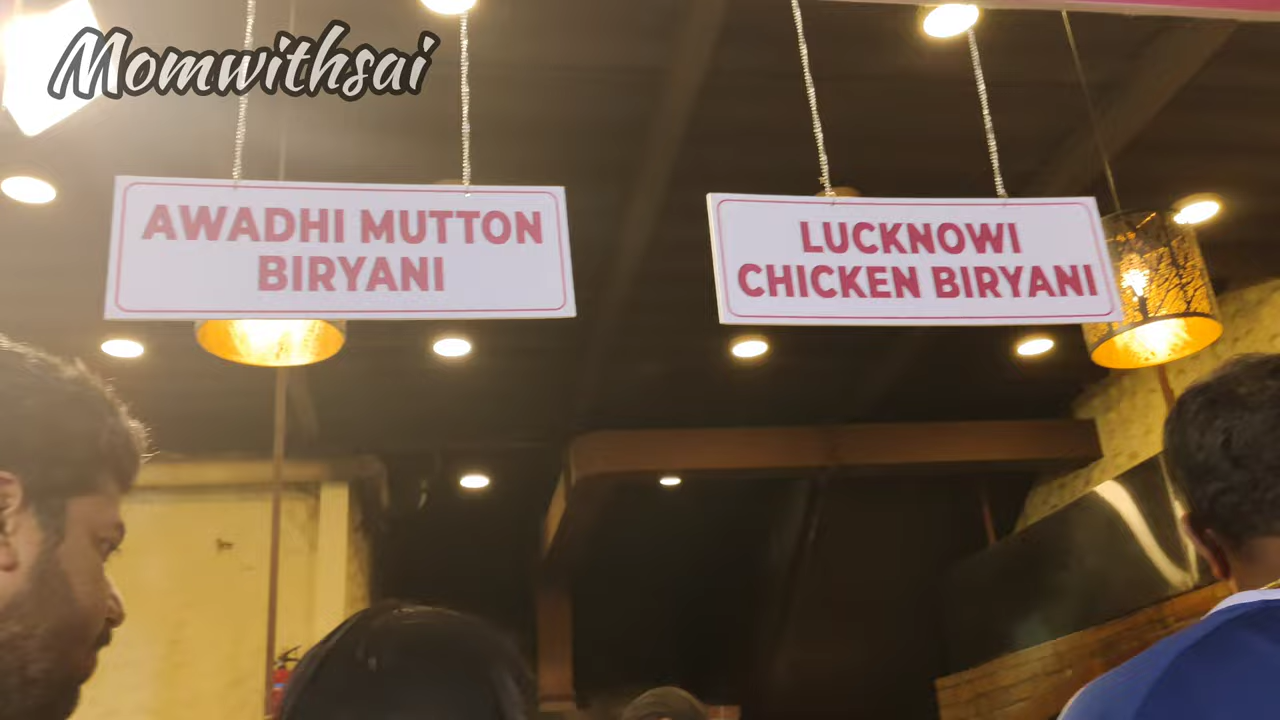 Momwithsai
AWADHI MUTTON
BIRYANI
LUCKNOWI
CHICKEN BIRYANI